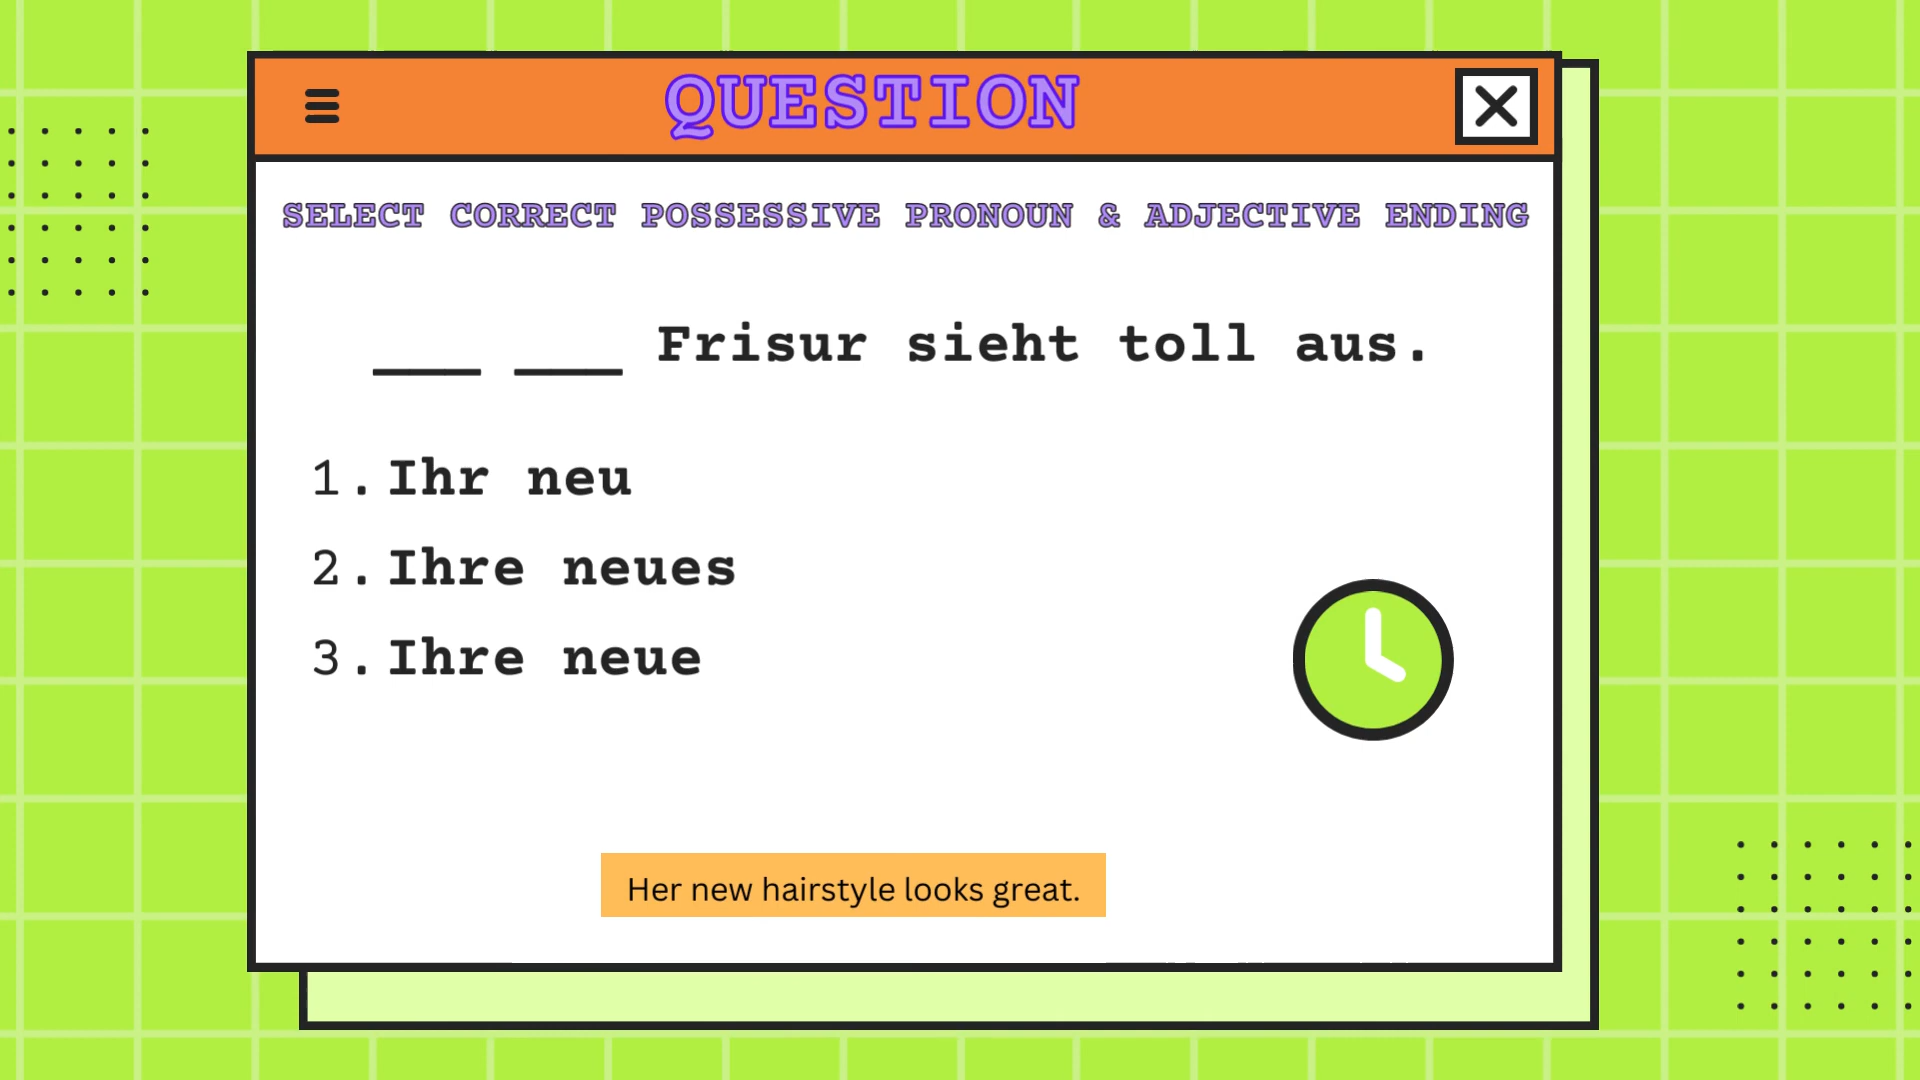 QUESTION
SELECT CORRECT POSSESSIVE PRONOUN & ADJECTIVE ENDING
___ ___ Frisur sieht toll aus.
1. Ihr neu
2. Ihre neues
3. Ihre neue
Her new hairstyle looks great.